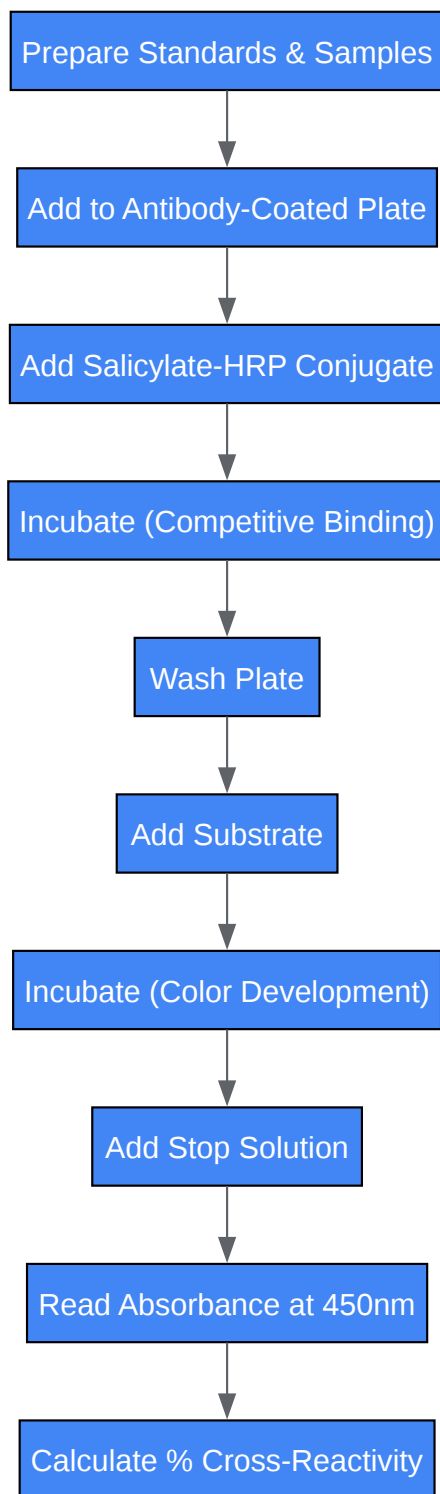 Prepare Standards & Samples
Add to Antibody-Coated Plate
Add Salicylate-HRP Conjugate
Incubate (Competitive Binding)
Wash Plate
Add Substrate
Incubate (Color Development)
Add Stop Solution
Read Absorbance at 450nm
Calculate % Cross-Reactivity